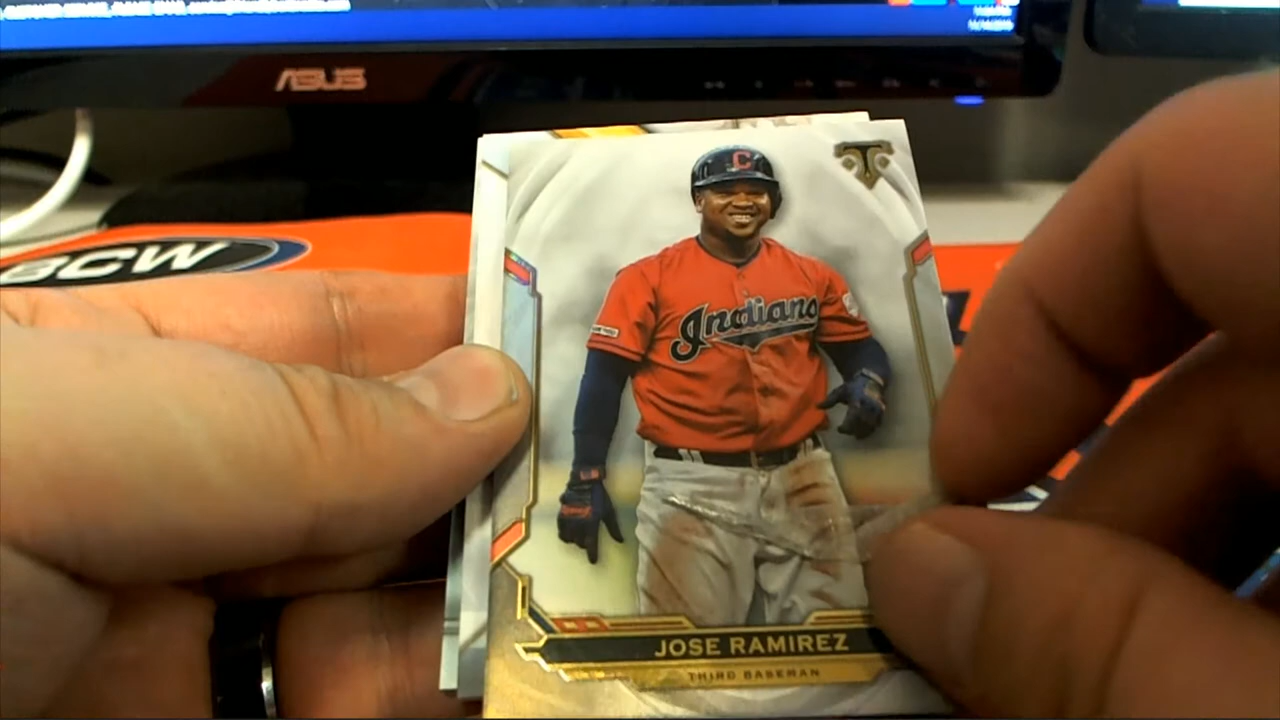 ASUS
BCW
C
T
Indians
JOSE RAMIREZ
THIRD BASEMAN